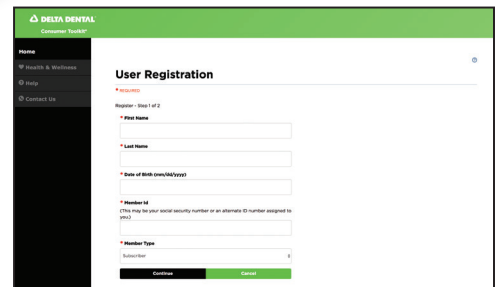 DELTA DENTAL
Consumer Toolkit®
Home
Health & Wellness
Help
Contact Us
User Registration
* REQUIRED
Register - Step 1 of 2
* First Name
* Last Name
* Date of Birth (mm/dd/yyyy)
* Member Id
(This may be your social security number or an alternate ID number assigned to
you.)
* Member Type
Subscriber
Continue Cancel